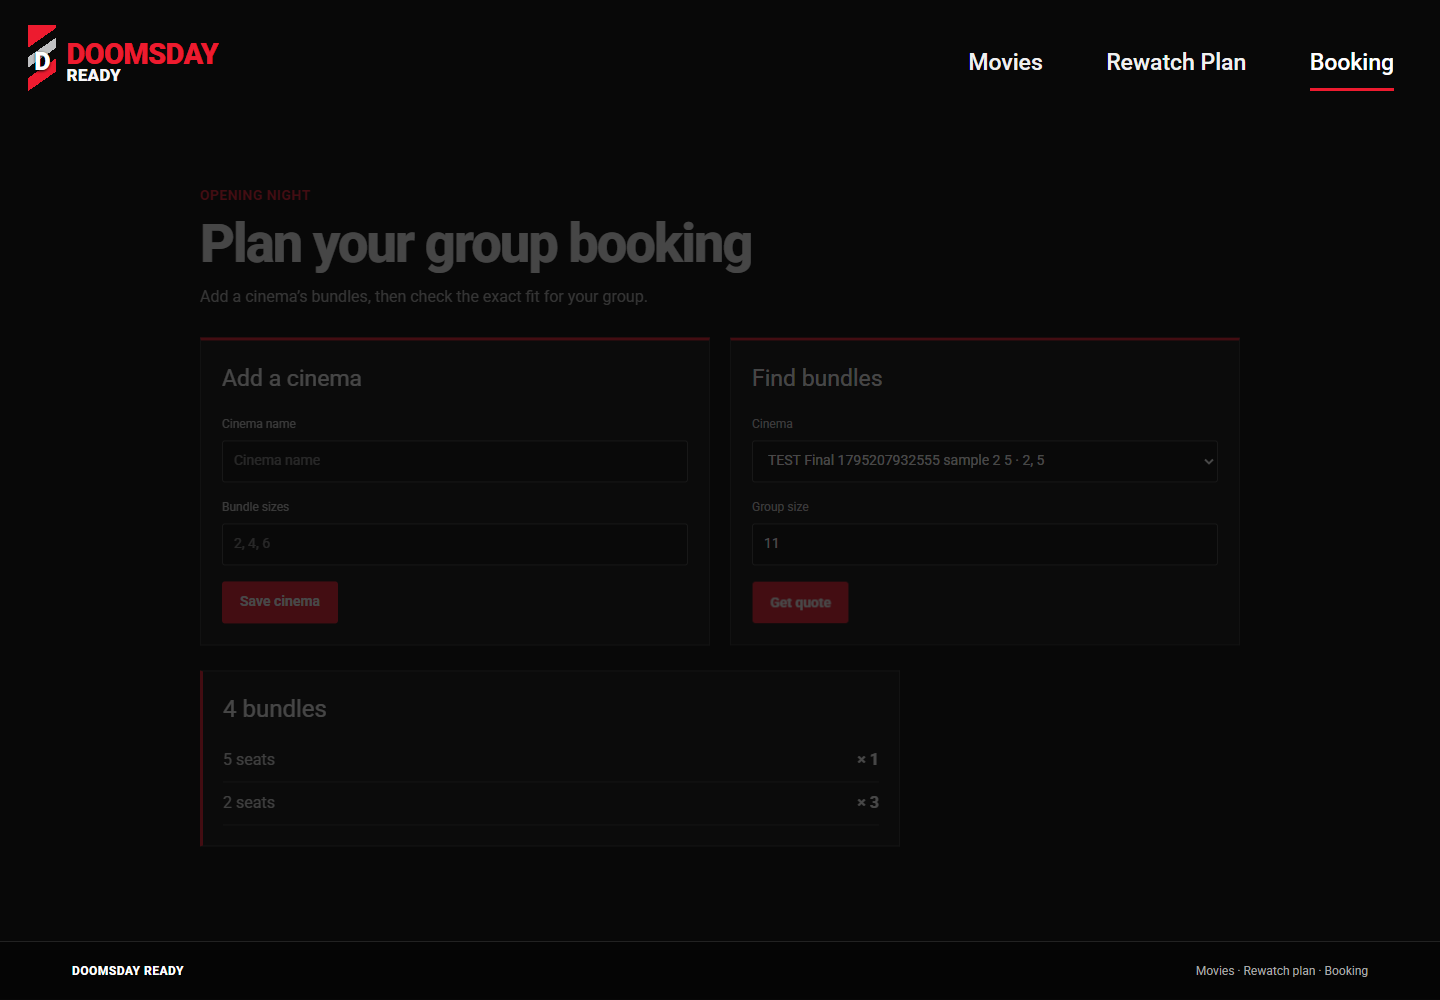 D DOOMSDAY
READY
Movies Rewatch Plan Booking
OPENING NIGHT
Plan your group booking
Add a cinema's bundles, then check the exact fit for your group.
Add a cinema
Cinema name
Cinema name
Bundle sizes
2, 4, 6
Save cinema
Find bundles
Cinema
TEST Final 1795207932555 sample 2 5 · 2, 5
Group size
11
Get quote
4 bundles
5 seats × 1
2 seats × 3
DOOMSDAY READY
Movies · Rewatch plan · Booking